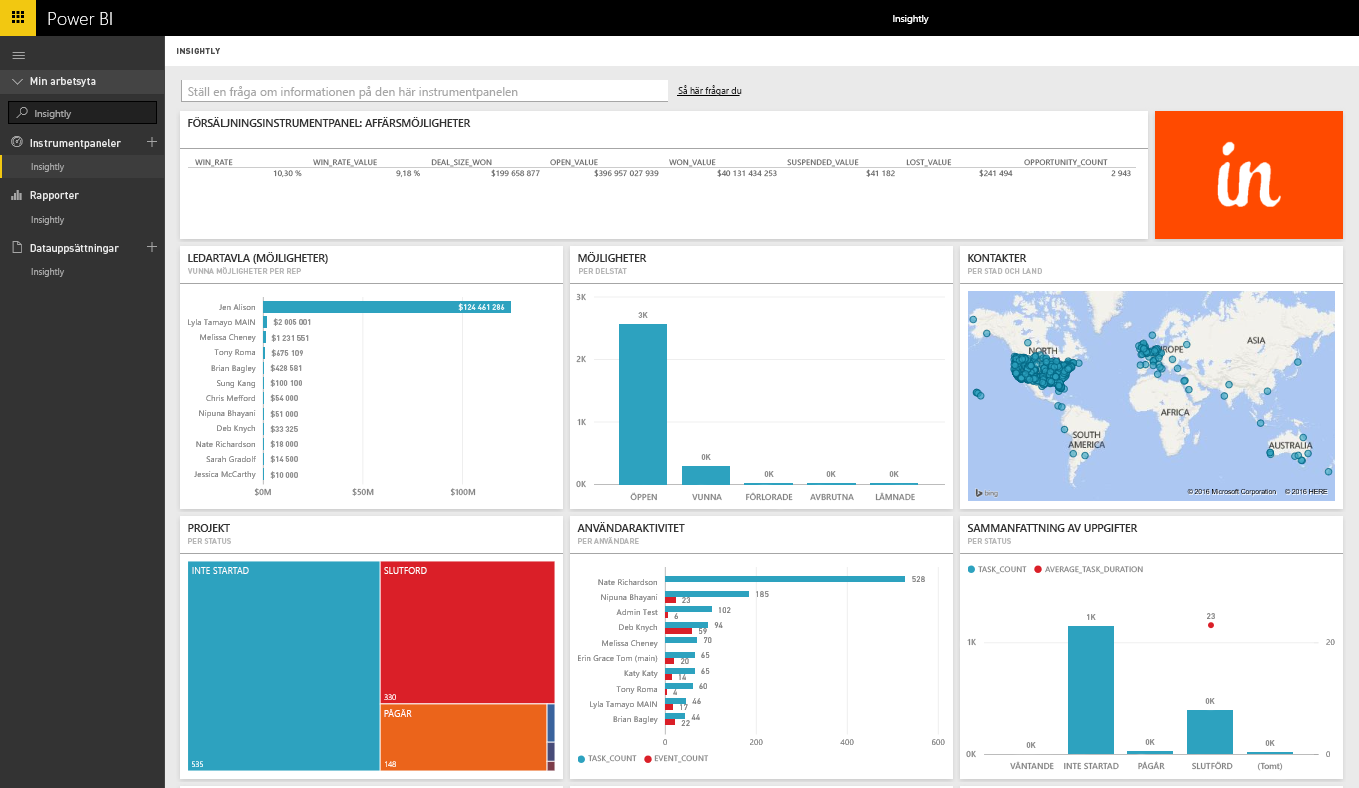 Power BI
Insightly
INSIGHTLY
Min arbetsyta
Insightly
Instrumentpaneler
Insightly
Rapporter
Insightly
Datauppsättningar
Insightly
Ställ en fråga om informationen på den här instrumentpanelen
Så här frågar du
FÖRSÄLJNINGSINSTRUMENTPANEL: AFFÄRSMÖJLIGHETER
WIN_RATE WIN_RATE_VALUE DEAL_SIZE_WON OPEN_VALUE WON_VALUE SUSPENDED_VALUE LOST_VALUE OPPORTUNITY_COUNT
10,30 % 9,18 % $199 658 877 $396 957 027 939 $40 131 434 253 $41 182 $241 494 2 943
in
LEDARTAVLA (MÖJLIGHETER)
VUNNA MÖJLIGHETER PER REP
Jen Alison $124 461 286
Lyla Tamayo MAIN $2 005 001
Melissa Cheney $1 231 551
Tony Roma $675 109
Brian Bagley $428 581
Sung Kang $100 100
Chris Mefford $54 000
Nipuna Bhayani $51 000
Deb Knych $33 325
Nate Richardson $18 000
Sarah Gradolf $14 500
Jessica McCarthy $10 000
$0M $50M $100M
MÖJLIGHETER
PER DELSTAT
3K
3K
2K
1K
0K
0K 0K 0K 0K
ÖPPEN VUNNA FÖRLORADE AVBRUTNA LÄMNADE
KONTAKTER
PER STAD OCH LAND
NORTH
ROPE
ASIA
AFRICA
SOUTH
AMERICA
AUSTRALIA
bing
© 2016 Microsoft Corporation © 2016 HERE
PROJEKT
PER STATUS
INTE STARTAD
535
SLUTFORD
330
PÅGÅR
148
ANVÄNDARAKTIVITET
PER ANVÄNDARE
Nate Richardson 528
Nipuna Bhayani 185
23
Admin Test 102
6
Deb Knych 94
59
Melissa Cheney 70
Erin Grace Tom (main) 65
20
Katy Katy 65
14
Tony Roma 60
4
Lyla Tamayo MAIN 46
17
Brian Bagley 44
22
0 200 400 600
TASK_COUNT EVENT_COUNT
SAMMANFATTNING AV UPPGIFTER
PER STATUS
TASK_COUNT AVERAGE_TASK_DURATION
1K 23
1K 20
0K
0K 0K 0K
0K 0
VÄNTANDE INTE STARTAD PÅGÅR SLUTFÖRD (Tomt)